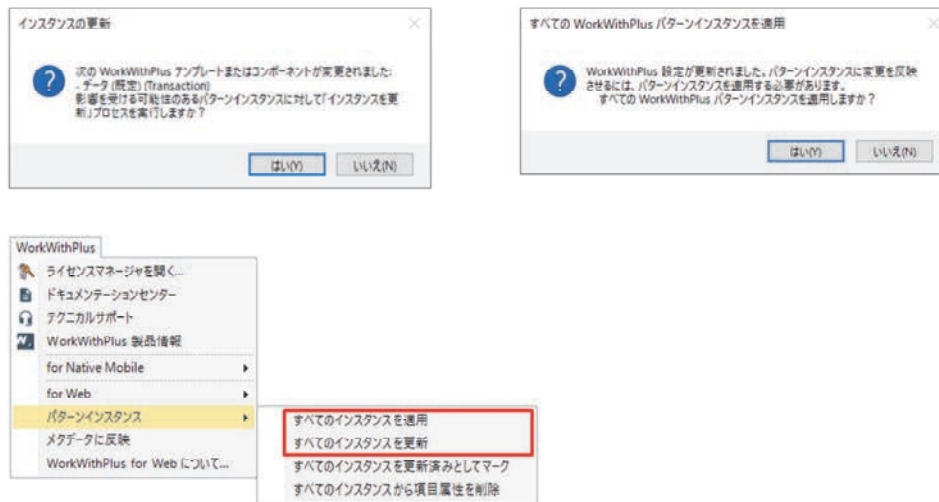 インスタンスの更新
次の WorkWithPlus テンプレートまたはコンポーネントが変更されました:
- データ (既定) (Transaction)
影響を受ける可能性のあるパターンインスタンスに対して「インスタンスを更
新」プロセスを実行しますか？
はい(Y)
いいえ(N)
すべての WorkWithPlus パターンインスタンスを適用
WorkWithPlus 設定が更新されました。パターンインスタンスに変更を反映
させるには、パターンインスタンスを適用する必要があります。
すべての WorkWithPlus パターンインスタンスを適用しますか？
はい(Y)
いいえ(N)
WorkWithPlus
ライセンスマネージャを開く...
ドキュメンテーションセンター
テクニカルサポート
WorkWithPlus 製品情報
for Native Mobile
for Web
パターンインスタンス
メタデータに反映
WorkWithPlus for Web について...
すべてのインスタンスを適用
すべてのインスタンスを更新
すべてのインスタンスを更新済みとしてマーク
すべてのインスタンスから項目属性を削除